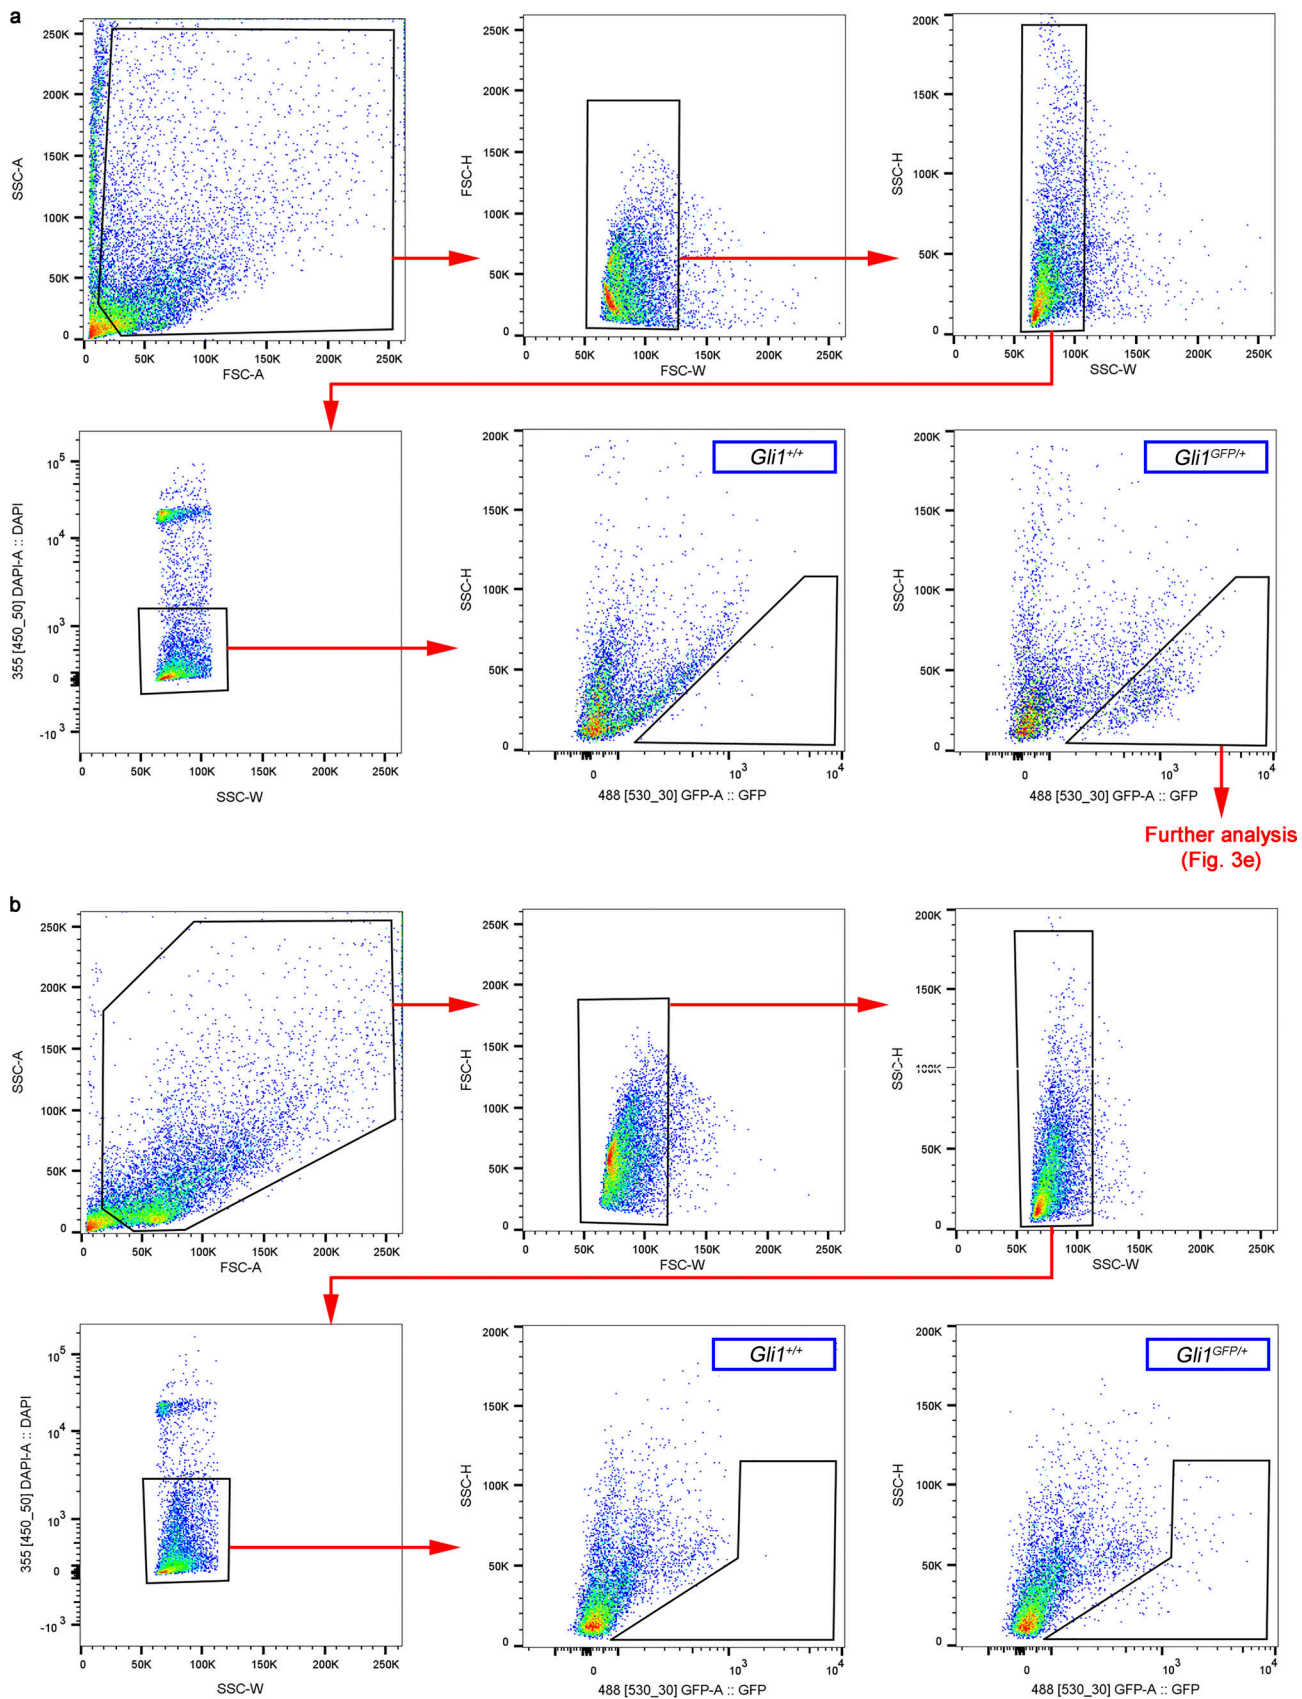 a
250K
200K
150K
100K
50K
0
SSC-A
0 50K 100K 150K 200K 250K
FSC-A
250K
200K
150K
100K
50K
0
FSC-H
0 50K 100K 150K 200K 250K
FSC-W
200K
150K
100K
50K
0
SSC-H
0 50K 100K 150K 200K 250K
SSC-W
10^5
10^4
10^3
0
-10^3
355 [450_50] DAPI-A :: DAPI
0 50K 100K 150K 200K 250K
SSC-W
Gli1^+/+
200K
150K
100K
50K
0
SSC-H
0 10^3 10^4
488 [530_30] GFP-A :: GFP
Gli1^GFP/+
200K
150K
100K
50K
0
SSC-H
0 10^3 10^4
488 [530_30] GFP-A :: GFP
Further analysis
(Fig. 3e)
b
250K
200K
150K
100K
50K
0
SSC-A
0 50K 100K 150K 200K 250K
FSC-A
250K
200K
150K
100K
50K
0
FSC-H
0 50K 100K 150K 200K 250K
FSC-W
200K
150K
100K
50K
0
SSC-H
0 50K 100K 150K 200K 250K
SSC-W
10^5
10^4
10^3
0
-10^3
355 [450_50] DAPI-A :: DAPI
0 50K 100K 150K 200K 250K
SSC-W
Gli1^+/+
200K
150K
100K
50K
0
SSC-H
0 10^3 10^4
488 [530_30] GFP-A :: GFP
Gli1^GFP/+
200K
150K
100K
50K
0
SSC-H
0 10^3 10^4
488 [530_30] GFP-A :: GFP